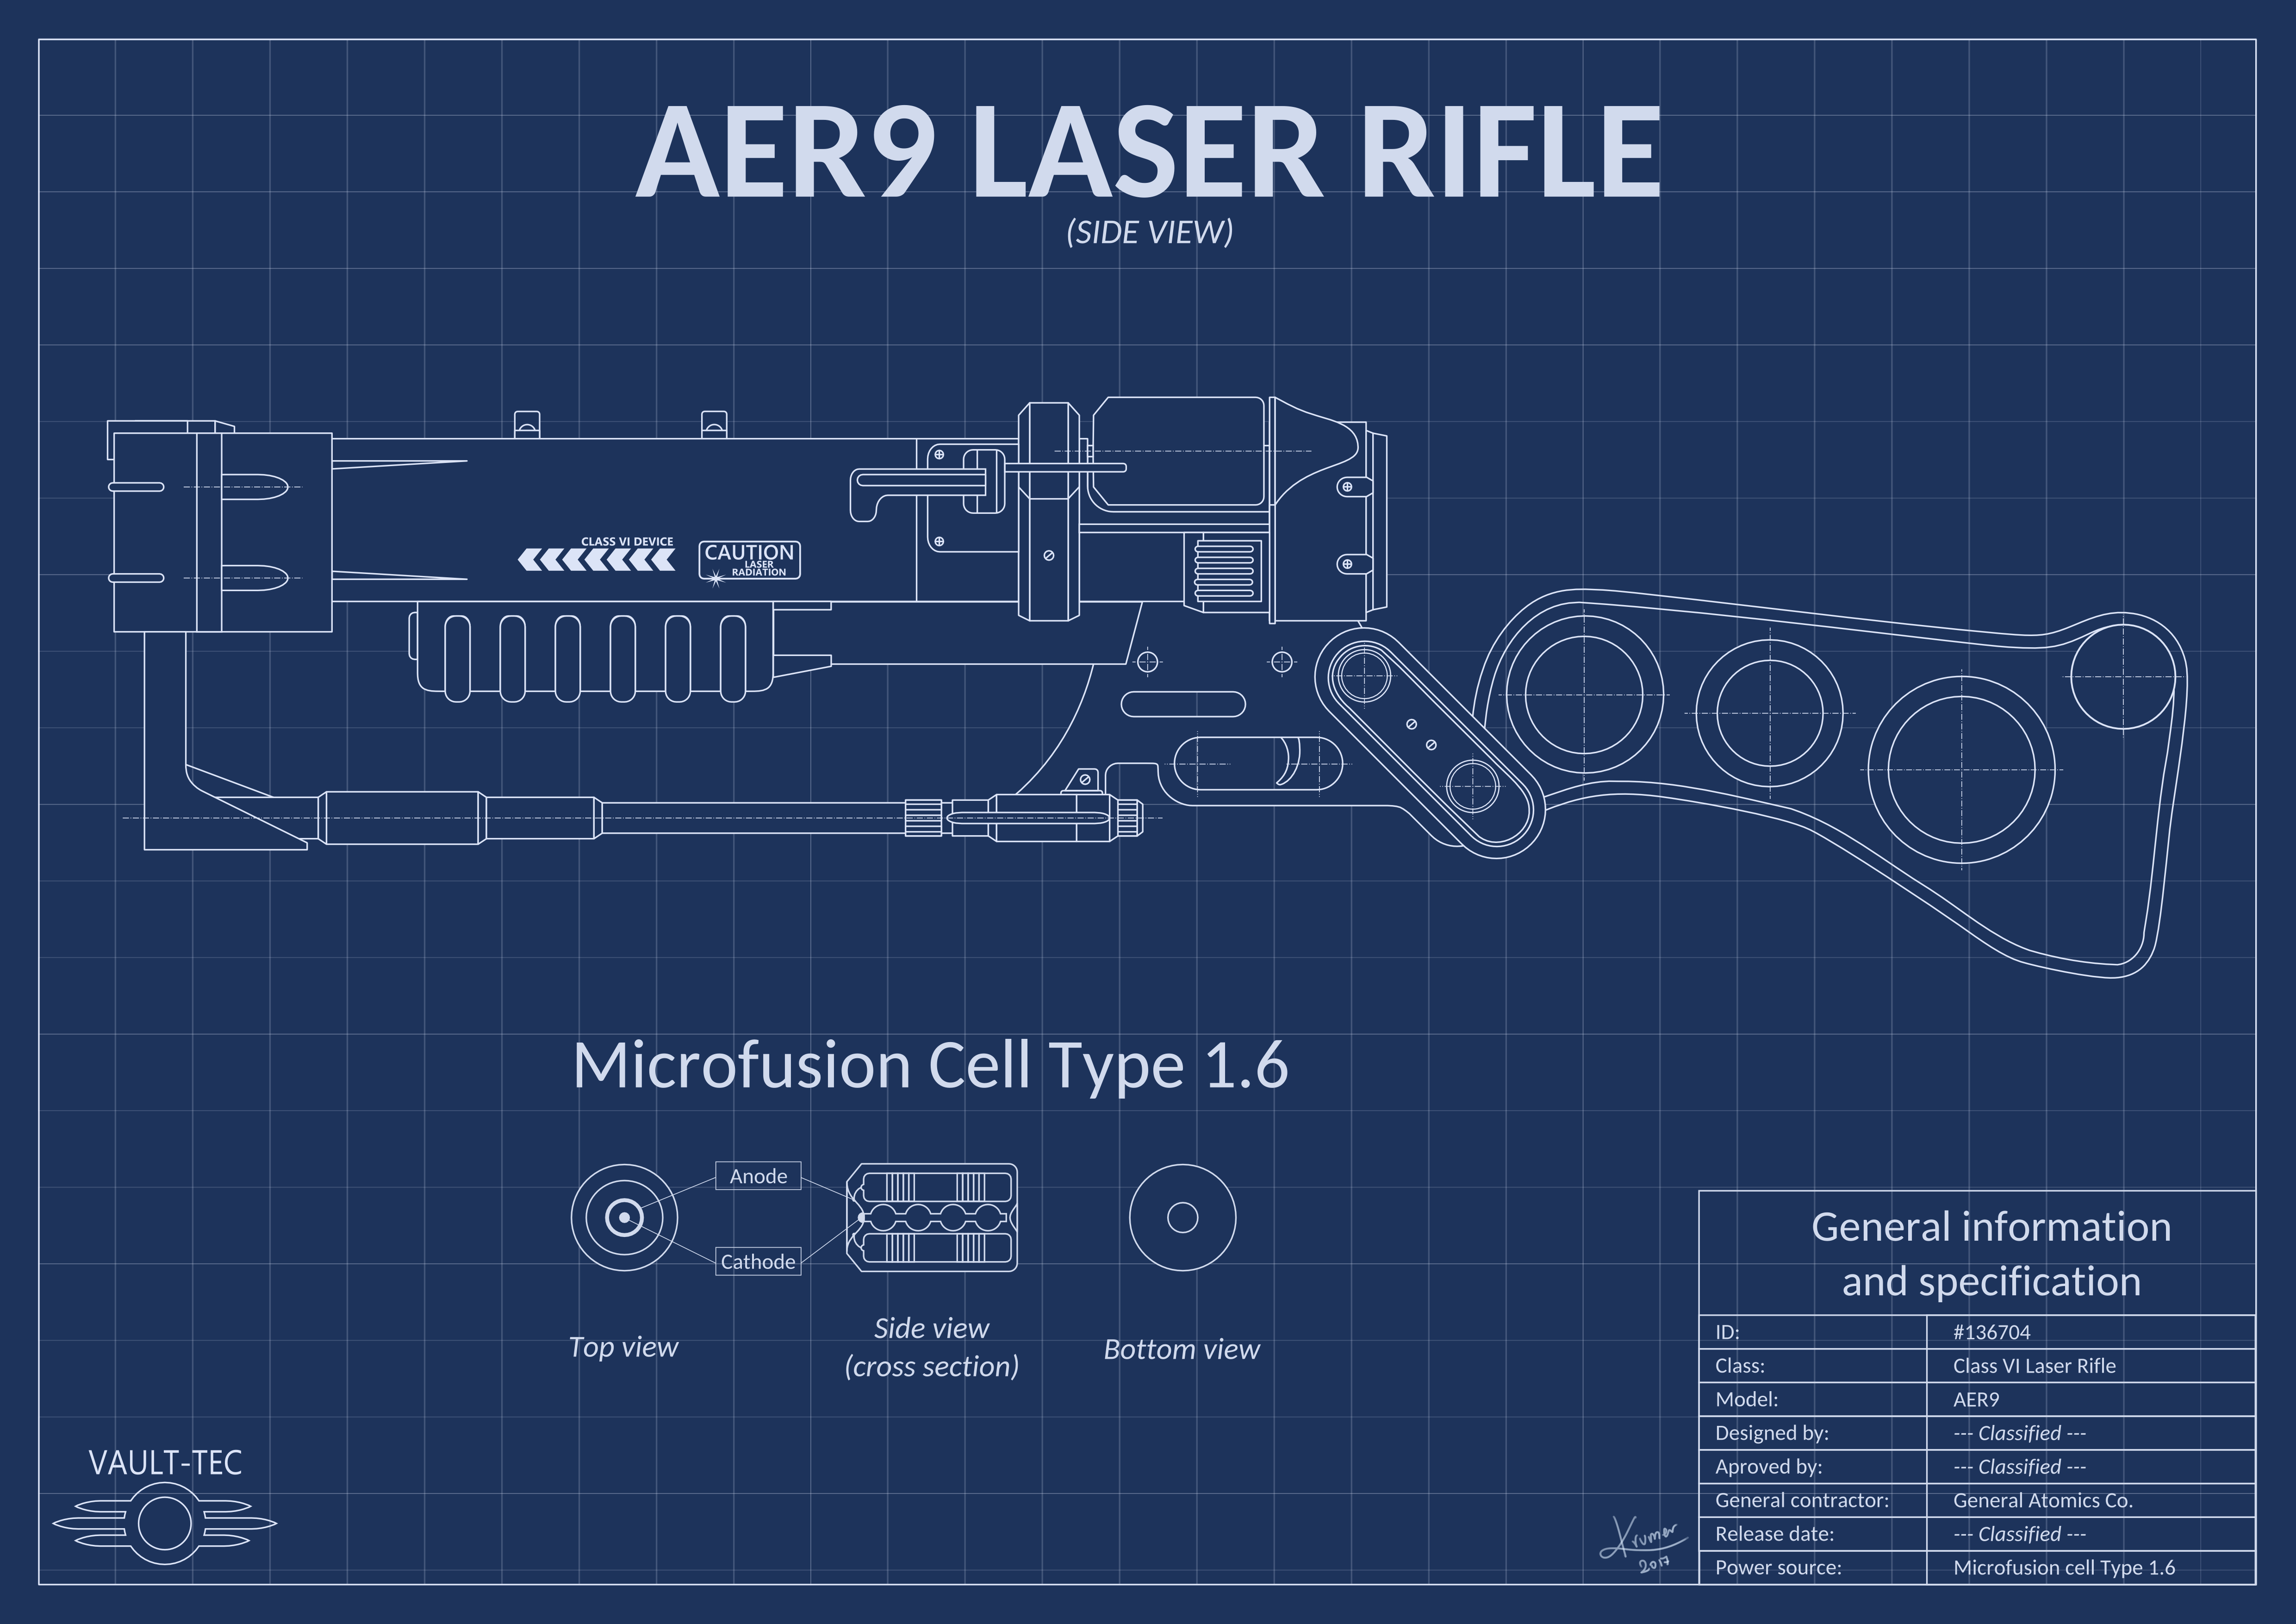 AER9 LASER RIFLE
(SIDE VIEW)
CLASS VI DEVICE
CAUTION
LASER
RADIATION
Microfusion Cell Type 1.6
Anode
Cathode
Top view
Side view
(cross section)
Bottom view
General information
and specification
ID: #136704
Class: Class VI Laser Rifle
Model: AER9
Designed by: --- Classified ---
Aproved by: --- Classified ---
General contractor: General Atomics Co.
Release date: --- Classified ---
Power source: Microfusion cell Type 1.6
VAULT-TEC
Krumer
2017